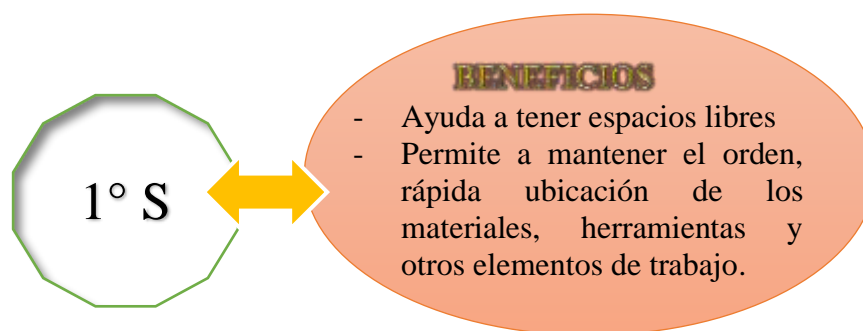 BENEFICIOS
- Ayuda a tener espacios libres
- Permite a mantener el orden,
rápida ubicación de los
materiales, herramientas y
otros elementos de trabajo.
1° S